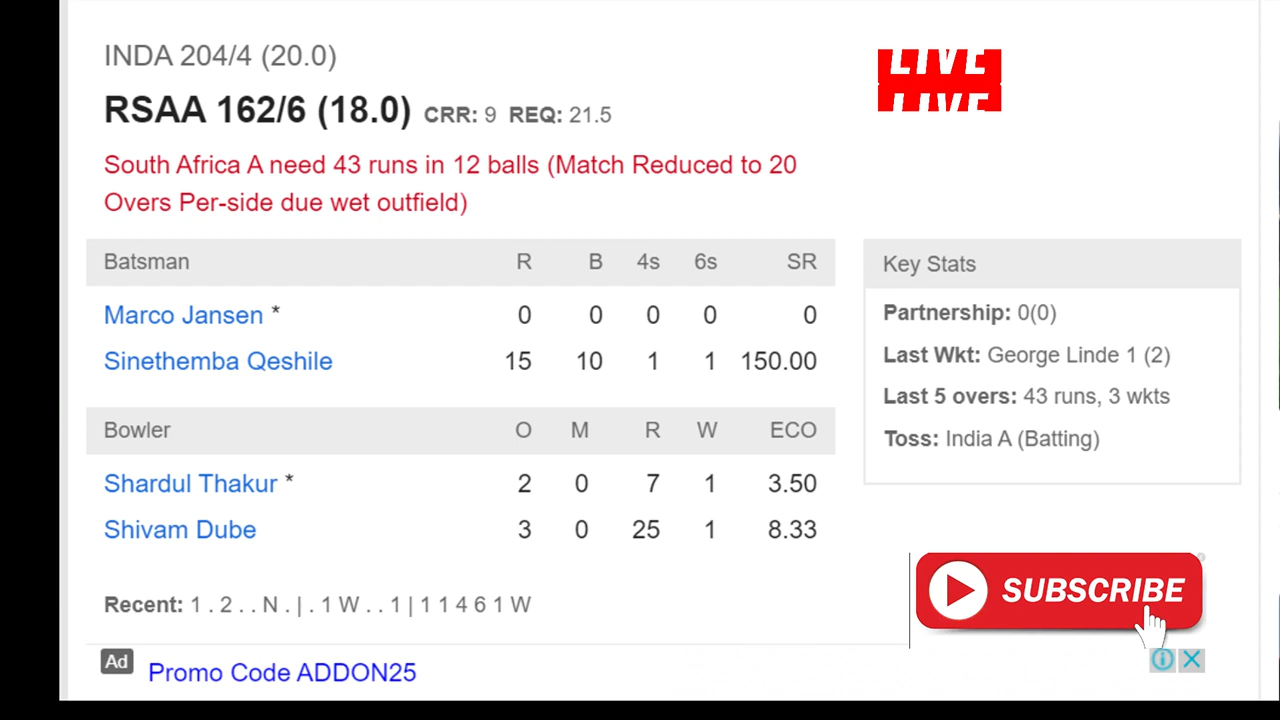 INDA 204/4 (20.0)
LIVE
RSAA 162/6 (18.0) CRR: 9 REQ: 21.5
LIVE
South Africa A need 43 runs in 12 balls (Match Reduced to 20
Overs Per-side due wet outfield)
Batsman R B 4s 6s SR
Marco Jansen * 0 0 0 0 0
Sinethemba Qeshile 15 10 1 1 150.00
Bowler O M R W ECO
Shardul Thakur * 2 0 7 1 3.50
Shivam Dube 3 0 25 1 8.33
Recent: 1 . 2 . . N . | . 1 W . . 1 | 1 1 4 6 1 W
Key Stats
Partnership: 0(0)
Last Wkt: George Linde 1 (2)
Last 5 overs: 43 runs, 3 wkts
Toss: India A (Batting)
SUBSCRIBE
Ad Promo Code ADDON25